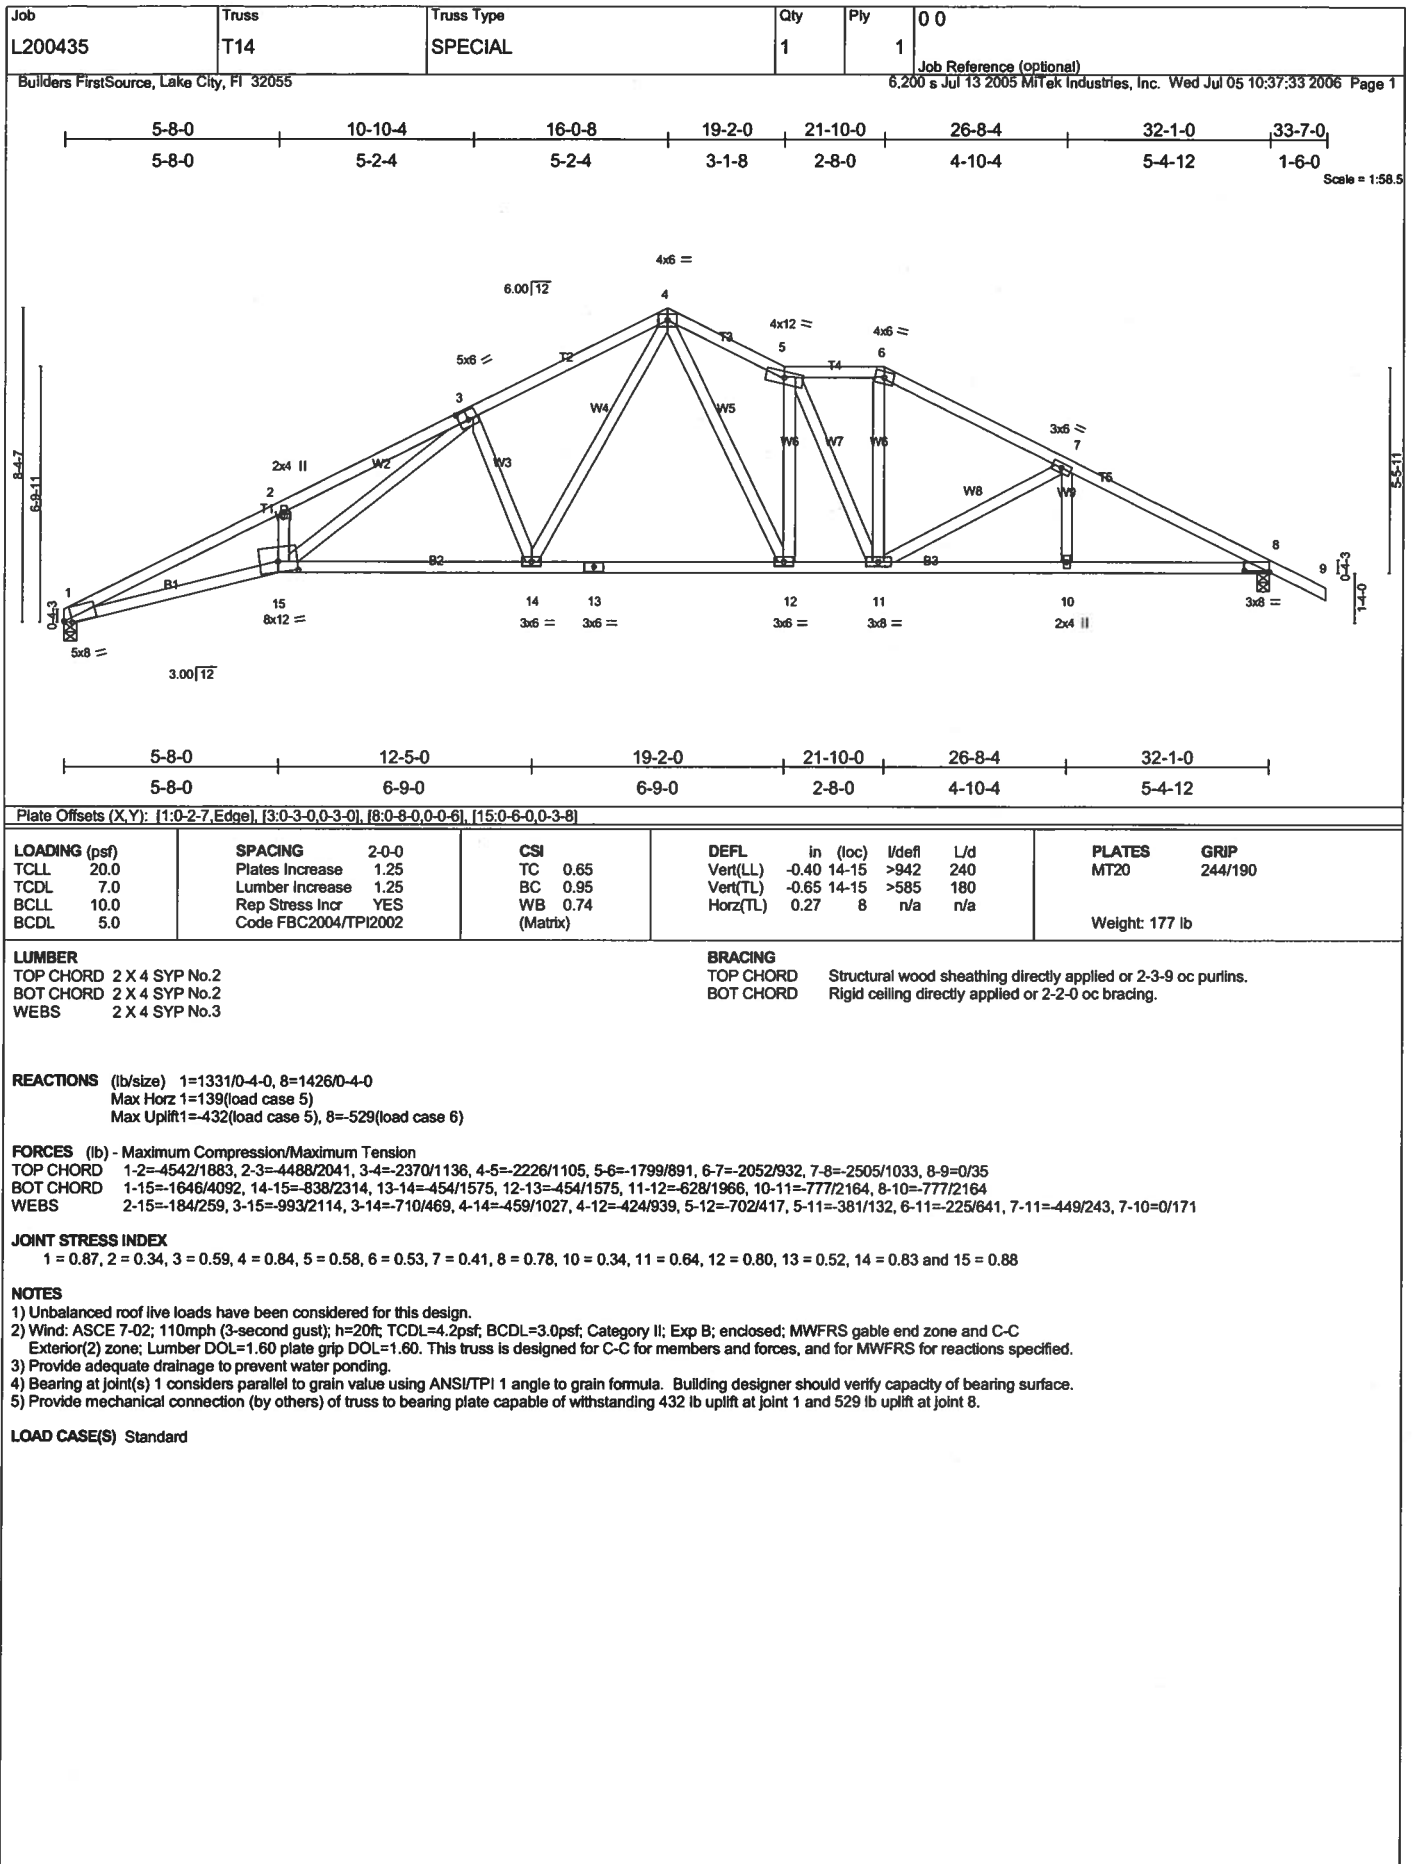 Job Truss Truss Type Qty Ply 0 0
L200435 T14 SPECIAL 1 1
Job Reference (optional)
Builders FirstSource, Lake City, Fl 32055 6.200 s Jul 13 2005 MiTek Industries, Inc. Wed Jul 05 10:37:33 2006 Page 1
5-8-0 10-10-4 16-0-8 19-2-0 21-10-0 26-8-4 32-1-0 33-7-0
5-8-0 5-2-4 5-2-4 3-1-8 2-8-0 4-10-4 5-4-12 1-6-0
Scale = 1:58.5
4x6 =
6.00 12
4
4x12 =
4x6 =
T3
5
6
5x6 =
T2
T4
3
W4
W5
3x6 =
7
W6
W7
W6
2x4 II
W2
W3
T5
8-4-7
6-9-11
5-5-11
2
W8
W9
T1
8
B2
B3
9
0-4-3
1
B1
0-4-3
1-4-0
15 14 13 12 11 10
8x12 = 3x6 = 3x6 = 3x6 = 3x8 = 2x4 II 3x8 =
5x8 =
3.00 12
5-8-0 12-5-0 19-2-0 21-10-0 26-8-4 32-1-0
5-8-0 6-9-0 6-9-0 2-8-0 4-10-4 5-4-12
Plate Offsets (X,Y): [1:0-2-7,Edge], [3:0-3-0,0-3-0], [8:0-8-0,0-0-6], [15:0-6-0,0-3-8]
LOADING (psf) SPACING 2-0-0 CSI DEFL in (loc) l/defl L/d PLATES GRIP
TCLL 20.0 Plates Increase 1.25 TC 0.65 Vert(LL) -0.40 14-15 >942 240 MT20 244/190
TCDL 7.0 Lumber Increase 1.25 BC 0.95 Vert(TL) -0.65 14-15 >585 180
BCLL 10.0 Rep Stress Incr YES WB 0.74 Horz(TL) 0.27 8 n/a n/a
BCDL 5.0 Code FBC2004/TPI2002 (Matrix) Weight: 177 lb
LUMBER
TOP CHORD 2 X 4 SYP No.2
BOT CHORD 2 X 4 SYP No.2
WEBS 2 X 4 SYP No.3
BRACING
TOP CHORD Structural wood sheathing directly applied or 2-3-9 oc purlins.
BOT CHORD Rigid ceiling directly applied or 2-2-0 oc bracing.
REACTIONS (lb/size) 1=1331/0-4-0, 8=1426/0-4-0
Max Horz 1=139(load case 5)
Max Uplift1=-432(load case 5), 8=-529(load case 6)
FORCES (lb) - Maximum Compression/Maximum Tension
TOP CHORD 1-2=-4542/1883, 2-3=-4488/2041, 3-4=-2370/1136, 4-5=-2226/1105, 5-6=-1799/891, 6-7=-2052/932, 7-8=-2505/1033, 8-9=0/35
BOT CHORD 1-15=-1646/4092, 14-15=-838/2314, 13-14=-454/1575, 12-13=-454/1575, 11-12=-628/1966, 10-11=-777/2164, 8-10=-777/2164
WEBS 2-15=-184/259, 3-15=-993/2114, 3-14=-710/469, 4-14=-459/1027, 4-12=-424/939, 5-12=-702/417, 5-11=-381/132, 6-11=-225/641, 7-11=-449/243, 7-10=0/171
JOINT STRESS INDEX
1 = 0.87, 2 = 0.34, 3 = 0.59, 4 = 0.84, 5 = 0.58, 6 = 0.53, 7 = 0.41, 8 = 0.78, 10 = 0.34, 11 = 0.64, 12 = 0.80, 13 = 0.52, 14 = 0.83 and 15 = 0.88
NOTES
1) Unbalanced roof live loads have been considered for this design.
2) Wind: ASCE 7-02; 110mph (3-second gust); h=20ft; TCDL=4.2psf; BCDL=3.0psf; Category II; Exp B; enclosed; MWFRS gable end zone and C-C
Exterior(2) zone; Lumber DOL=1.60 plate grip DOL=1.60. This truss is designed for C-C for members and forces, and for MWFRS for reactions specified.
3) Provide adequate drainage to prevent water ponding.
4) Bearing at joint(s) 1 considers parallel to grain value using ANSI/TPI 1 angle to grain formula. Building designer should verify capacity of bearing surface.
5) Provide mechanical connection (by others) of truss to bearing plate capable of withstanding 432 lb uplift at joint 1 and 529 lb uplift at joint 8.
LOAD CASE(S) Standard